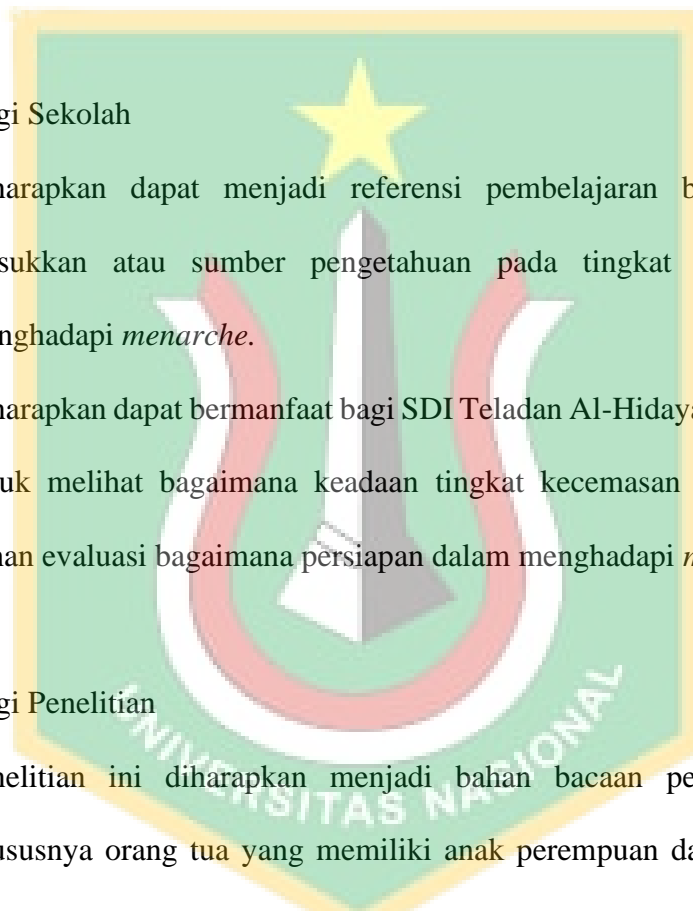 gi Sekolah
harapkan dapat menjadi referensi pembelajaran b
sukkan atau sumber pengetahuan pada tingkat
nghadapi menarche.
harapkan dapat bermanfaat bagi SDI Teladan Al-Hidaya
uk melihat bagaimana keadaan tingkat kecemasan
han evaluasi bagaimana persiapan dalam menghadapi m
gi Penelitian
nelitian ini diharapkan menjadi bahan bacaan pe
ususnya orang tua yang memiliki anak perempuan da
UNIVERSITAS NASIONAL